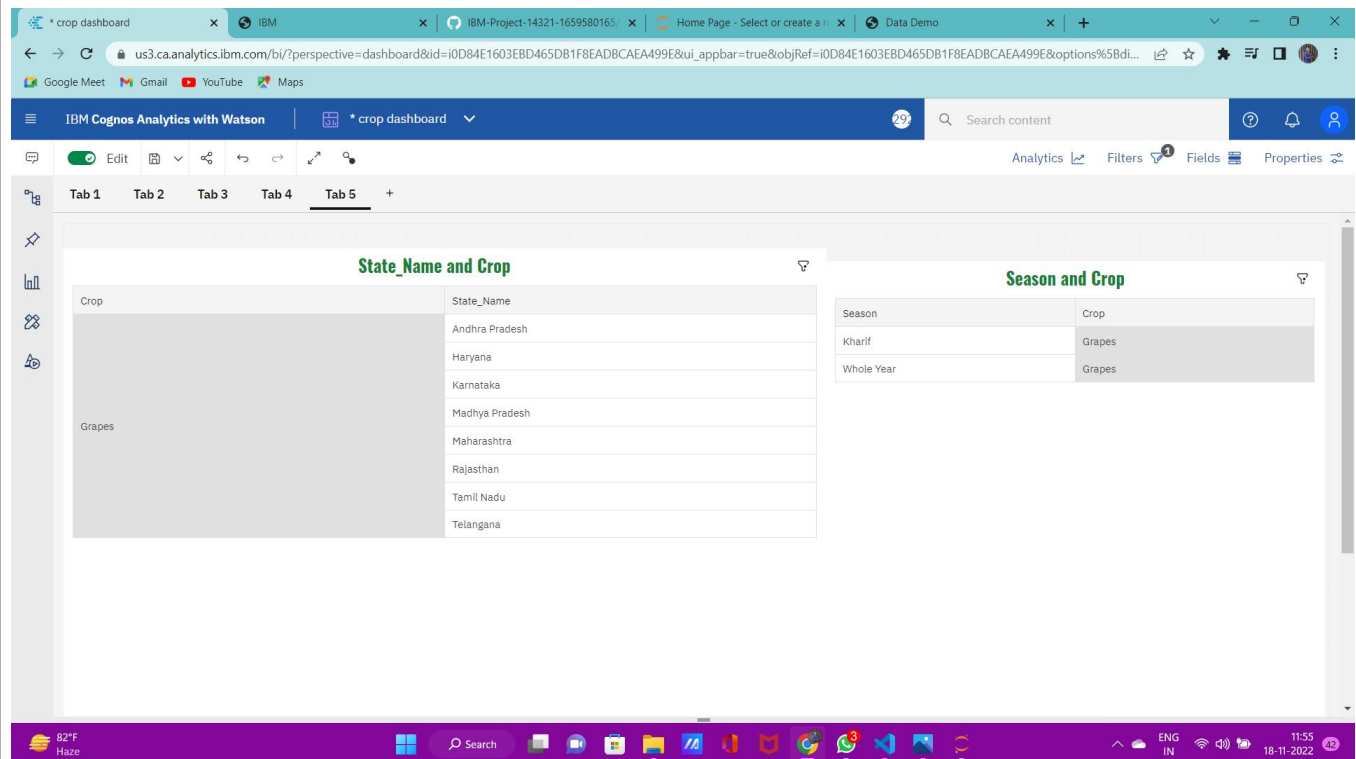 * crop dashboard
IBM
IBM-Project-14321-1659580165/
Home Page - Select or create a n
Data Demo
us3.ca.analytics.ibm.com/bi/?perspective=dashboard&id=i0D84E1603EBD465DB1F8EADBCAEA499E&ui_appbar=true&objRef=i0D84E1603EBD465DB1F8EADBCAEA499E&options%5Bdi...
Google Meet Gmail YouTube Maps
IBM Cognos Analytics with Watson
* crop dashboard
Search content
Edit
Analytics
Filters
1
Fields
Properties
Tab 1 Tab 2 Tab 3 Tab 4 Tab 5 +
State_Name and Crop
Crop State_Name
Grapes
Andhra Pradesh
Haryana
Karnataka
Madhya Pradesh
Maharashtra
Rajasthan
Tamil Nadu
Telangana
Season and Crop
Season Crop
Kharif Grapes
Whole Year Grapes
82°F
Haze
Search
3
ENG
IN
11:55
18-11-2022
42